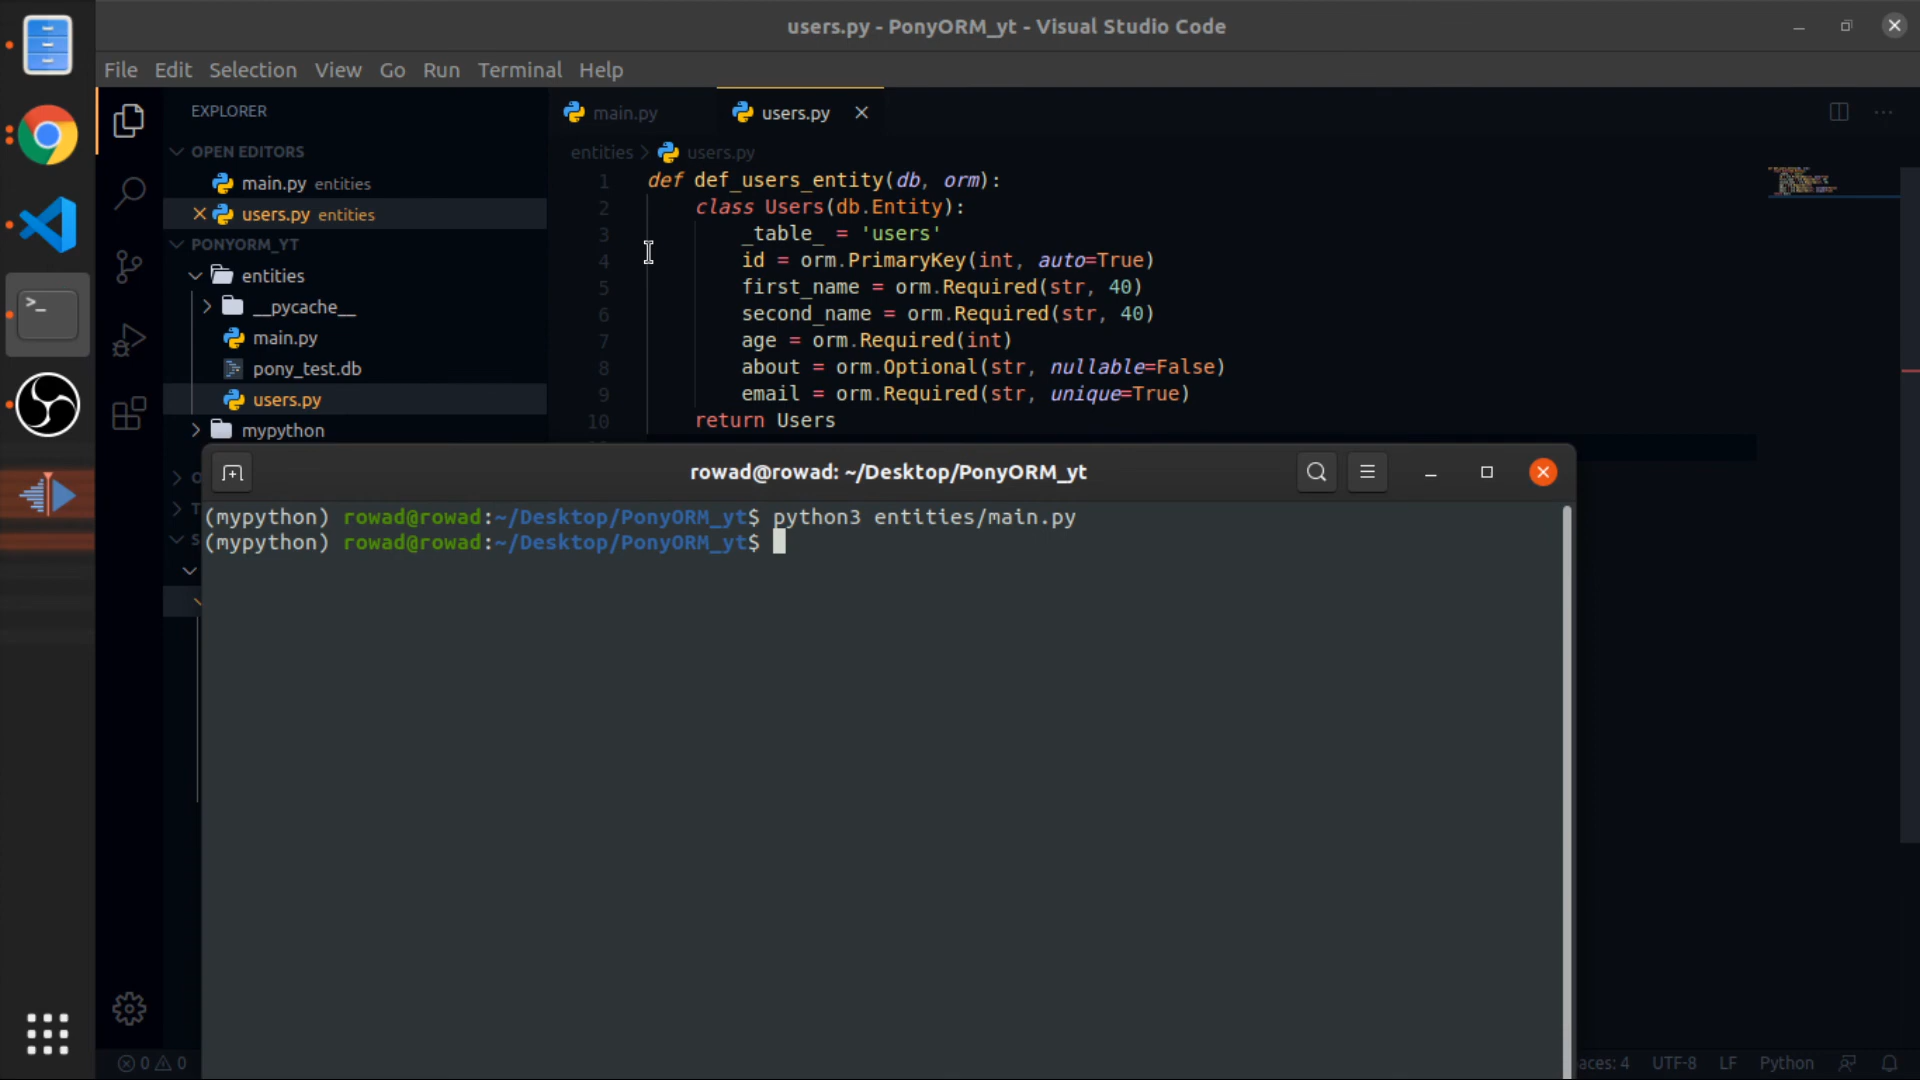 users.py - PonyORM_yt - Visual Studio Code
File Edit Selection View Go Run Terminal Help
EXPLORER
OPEN EDITORS
main.py entities
users.py entities
PONYORM_YT
entities
__pycache__
main.py
pony_test.db
users.py
mypython
main.py
users.py
entities > users.py
1 def def_users_entity(db, orm):
2 class Users(db.Entity):
3 _table_ = 'users'
4 id = orm.PrimaryKey(int, auto=True)
5 first_name = orm.Required(str, 40)
6 second_name = orm.Required(str, 40)
7 age = orm.Required(int)
8 about = orm.Optional(str, nullable=False)
9 email = orm.Required(str, unique=True)
10 return Users
rowad@rowad: ~/Desktop/PonyORM_yt
(mypython) rowad@rowad:~/Desktop/PonyORM_yt$ python3 entities/main.py
(mypython) rowad@rowad:~/Desktop/PonyORM_yt$
0 0
aces: 4 UTF-8 LF Python